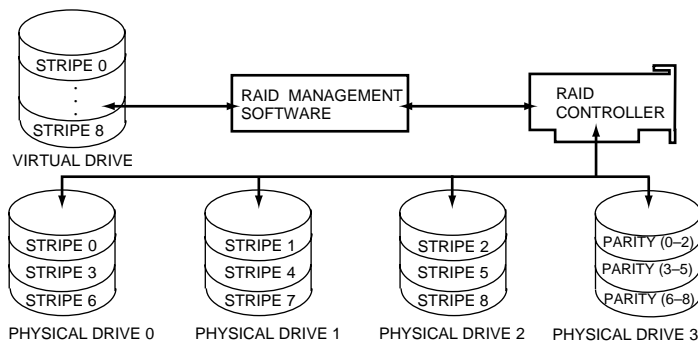 STRIPE 0
.
.
.
STRIPE 8
VIRTUAL DRIVE
RAID MANAGEMENT
SOFTWARE
RAID
CONTROLLER
STRIPE 0
STRIPE 3
STRIPE 6
PHYSICAL DRIVE 0
STRIPE 1
STRIPE 4
STRIPE 7
PHYSICAL DRIVE 1
STRIPE 2
STRIPE 5
STRIPE 8
PHYSICAL DRIVE 2
PARITY (0–2)
PARITY (3–5)
PARITY (6–8)
PHYSICAL DRIVE 3